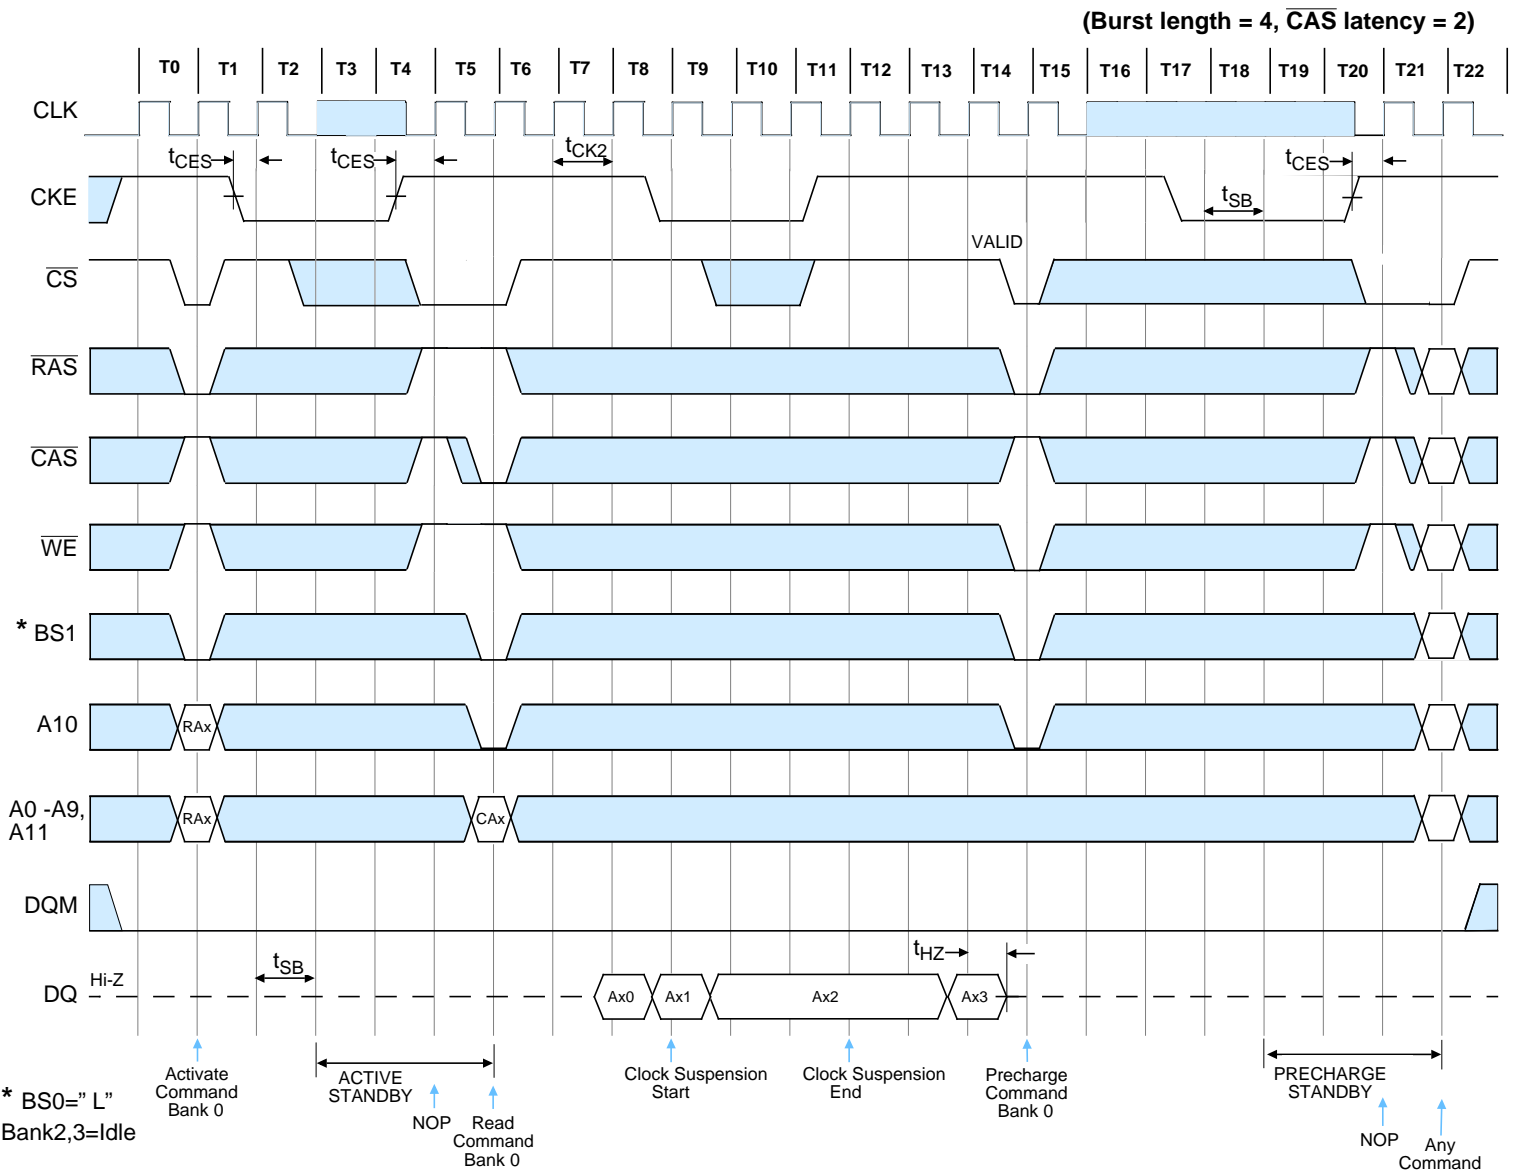 (Burst length = 4, CAS latency = 2)
T0 T1 T2 T3 T4 T5 T6 T7 T8 T9 T10 T11 T12 T13 T14 T15 T16 T17 T18 T19 T20 T21 T22
CLK
tCES tCES tCK2 tCES
CKE
tSB
VALID
CS
RAS
CAS
WE
* BS1
A10
RAx
A0 -A9,
A11
RAx CAx
DQM
tHZ
tSB
Hi-Z
DQ
Ax0 Ax1 Ax2 Ax3
Activate
Command
Bank 0
ACTIVE
STANDBY
NOP
Read
Command
Bank 0
Clock Suspension
Start
Clock Suspension
End
Precharge
Command
Bank 0
PRECHARGE
STANDBY
NOP
Any
Command
* BS0=” L”
Bank2,3=Idle